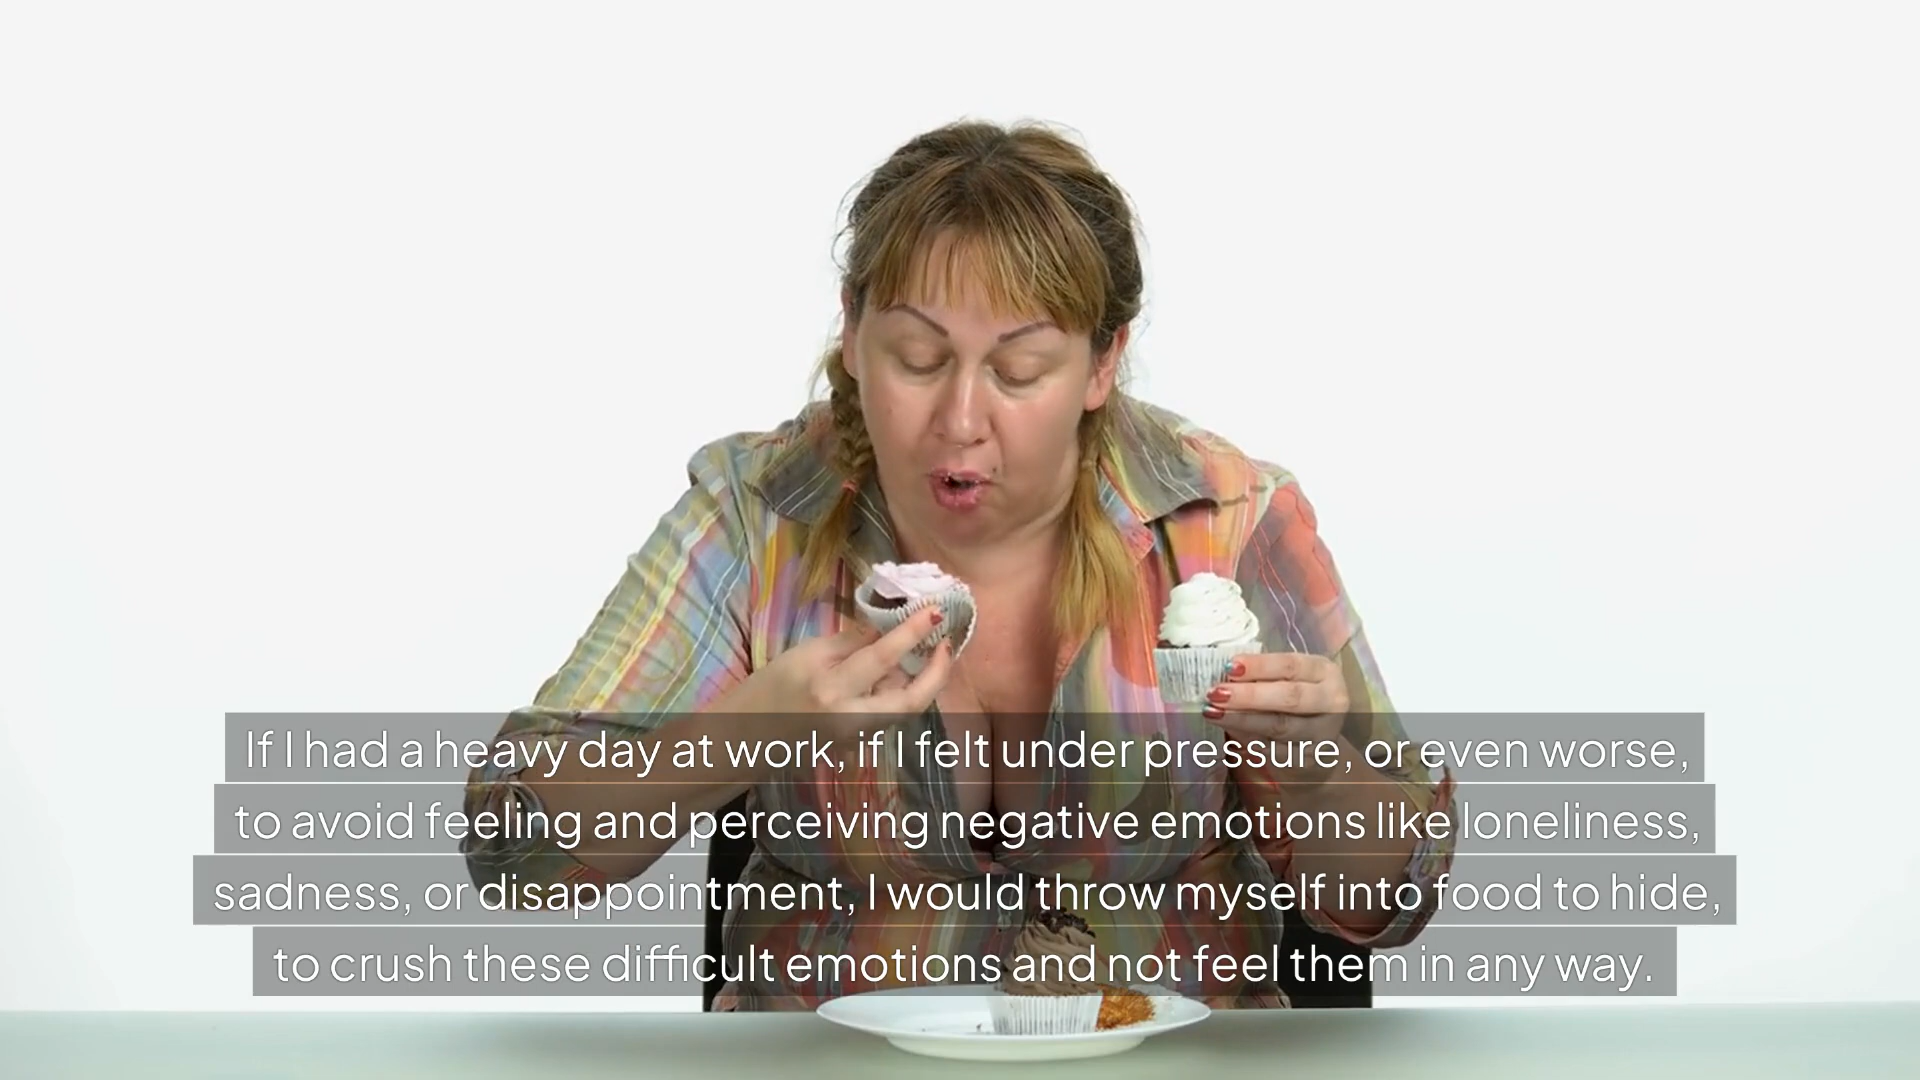 If I had a heavy day at work, if I felt under pressure, or even worse,
to avoid feeling and perceiving negative emotions like loneliness,
sadness, or disappointment, I would throw myself into food to hide,
to crush these difficult emotions and not feel them in any way.